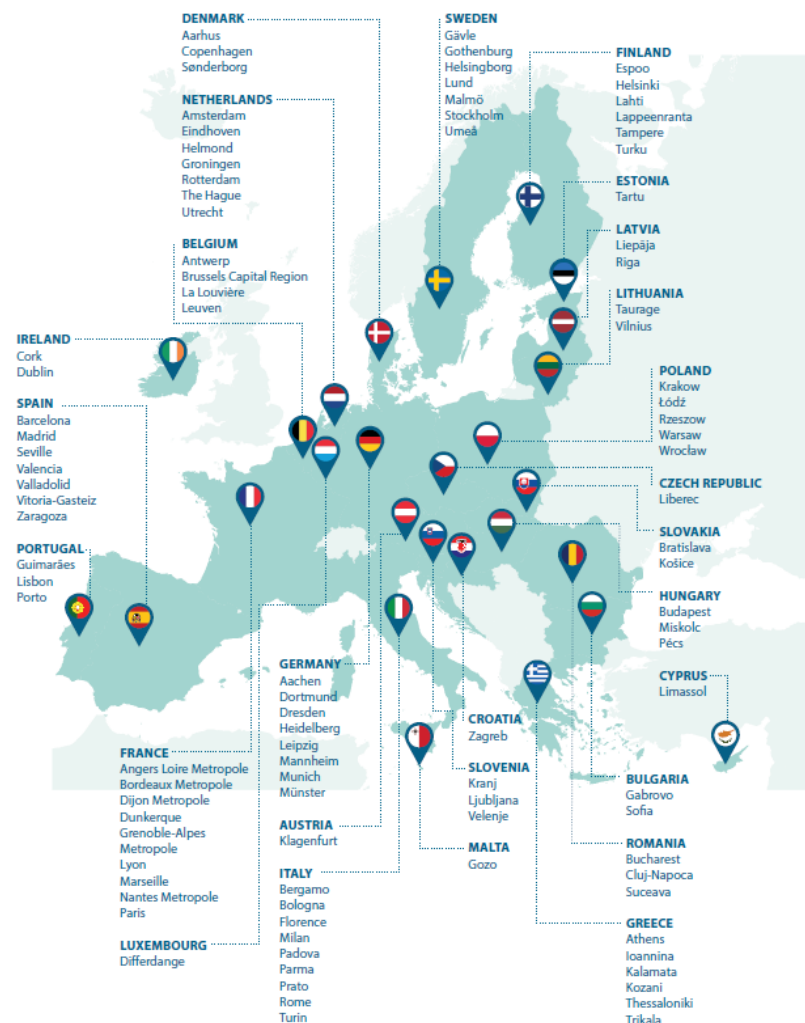 DENMARK
Aarhus
Copenhagen
Sønderborg
SWEDEN
Gävle
Gothenburg
Helsingborg
Lund
Malmö
Stockholm
Umeå
FINLAND
Espoo
Helsinki
Lahti
Lappeenranta
Tampere
Turku
NETHERLANDS
Amsterdam
Eindhoven
Helmond
Groningen
Rotterdam
The Hague
Utrecht
ESTONIA
Tartu
LATVIA
Liepāja
Riga
BELGIUM
Antwerp
Brussels Capital Region
La Louvière
Leuven
LITHUANIA
Taurage
Vilnius
IRELAND
Cork
Dublin
POLAND
Krakow
Łódź
Rzeszow
Warsaw
Wrocław
SPAIN
Barcelona
Madrid
Seville
Valencia
Valladolid
Vitoria-Gasteiz
Zaragoza
CZECH REPUBLIC
Liberec
SLOVAKIA
Bratislava
Košice
PORTUGAL
Guimarães
Lisbon
Porto
HUNGARY
Budapest
Miskolc
Pécs
GERMANY
Aachen
Dortmund
Dresden
Heidelberg
Leipzig
Mannheim
Munich
Münster
CYPRUS
Limassol
CROATIA
Zagreb
FRANCE
Angers Loire Metropole
Bordeaux Metropole
Dijon Metropole
Dunkerque
Grenoble-Alpes
Metropole
Lyon
Marseille
Nantes Metropole
Paris
SLOVENIA
Kranj
Ljubljana
Velenje
BULGARIA
Gabrovo
Sofia
AUSTRIA
Klagenfurt
MALTA
Gozo
ROMANIA
Bucharest
Cluj-Napoca
Suceava
ITALY
Bergamo
Bologna
Florence
Milan
Padova
Parma
Prato
Rome
Turin
LUXEMBOURG
Differdange
GREECE
Athens
Ioannina
Kalamata
Kozani
Thessaloniki
Trikala